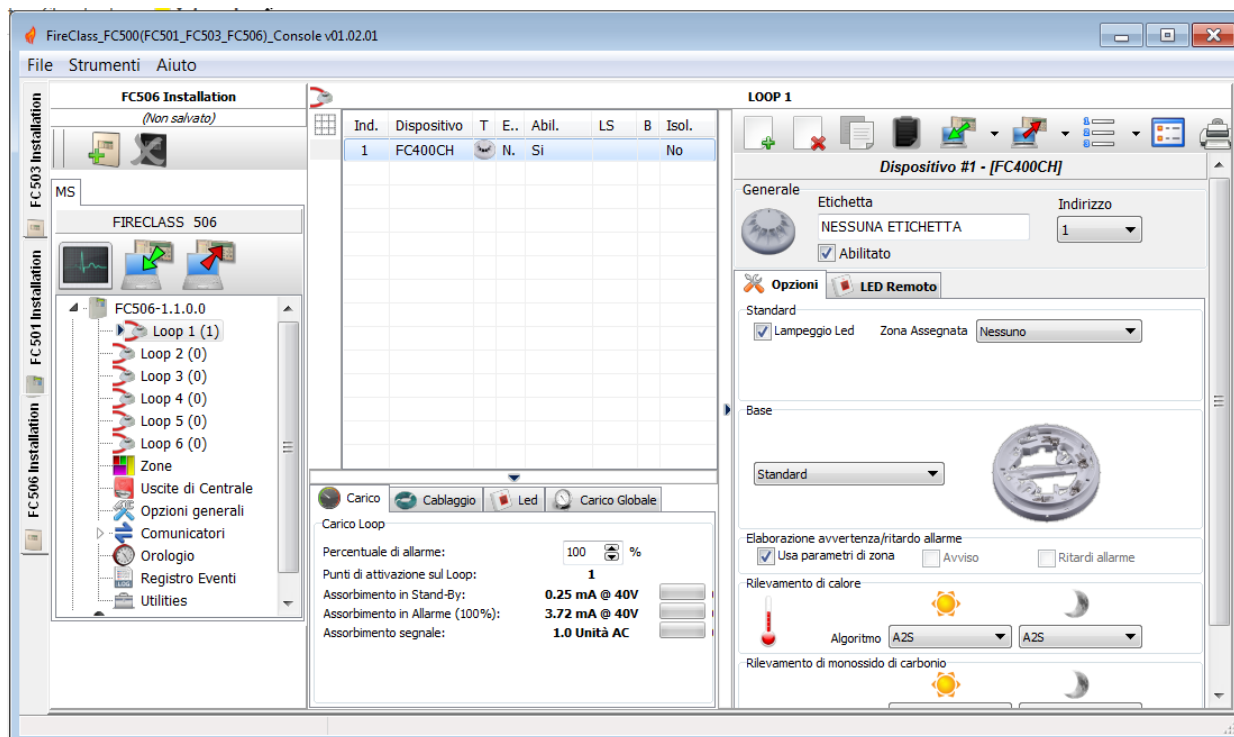 FireClass_FC500(FC501_FC503_FC506)_Console v01.02.01
File Strumenti Aiuto
FC503 Installation
FC501 Installation
FC506 Installation
FC506 Installation
(Non salvato)
MS
FIRECLASS 506
FC506-1.1.0.0
Loop 1 (1)
Loop 2 (0)
Loop 3 (0)
Loop 4 (0)
Loop 5 (0)
Loop 6 (0)
Zone
Uscite di Centrale
Opzioni generali
Comunicatori
Orologio
LOG
Registro Eventi
Utilities
Ind. Dispositivo T E.. Abil. LS B Isol.
1 FC400CH N. Si No
Carico Cablaggio Led Carico Globale
Carico Loop
Percentuale di allarme: 100 %
Punti di attivazione sul Loop: 1
Assorbimento in Stand-By: 0.25 mA @ 40V
Assorbimento in Allarme (100%): 3.72 mA @ 40V
Assorbimento segnale: 1.0 Unità AC
LOOP 1
Dispositivo #1 - [FC400CH]
Generale
Etichetta Indirizzo
NESSUNA ETICHETTA 1
Abilitato
Opzioni LED Remoto
Standard
Lampeggio Led Zona Assegnata Nessuno
Base
Standard
Elaborazione avvertenza/ritardo allarme
Usa parametri di zona Avviso Ritardi allarme
Rilevamento di calore
Algoritmo A2S A2S
Rilevamento di monossido di carbonio